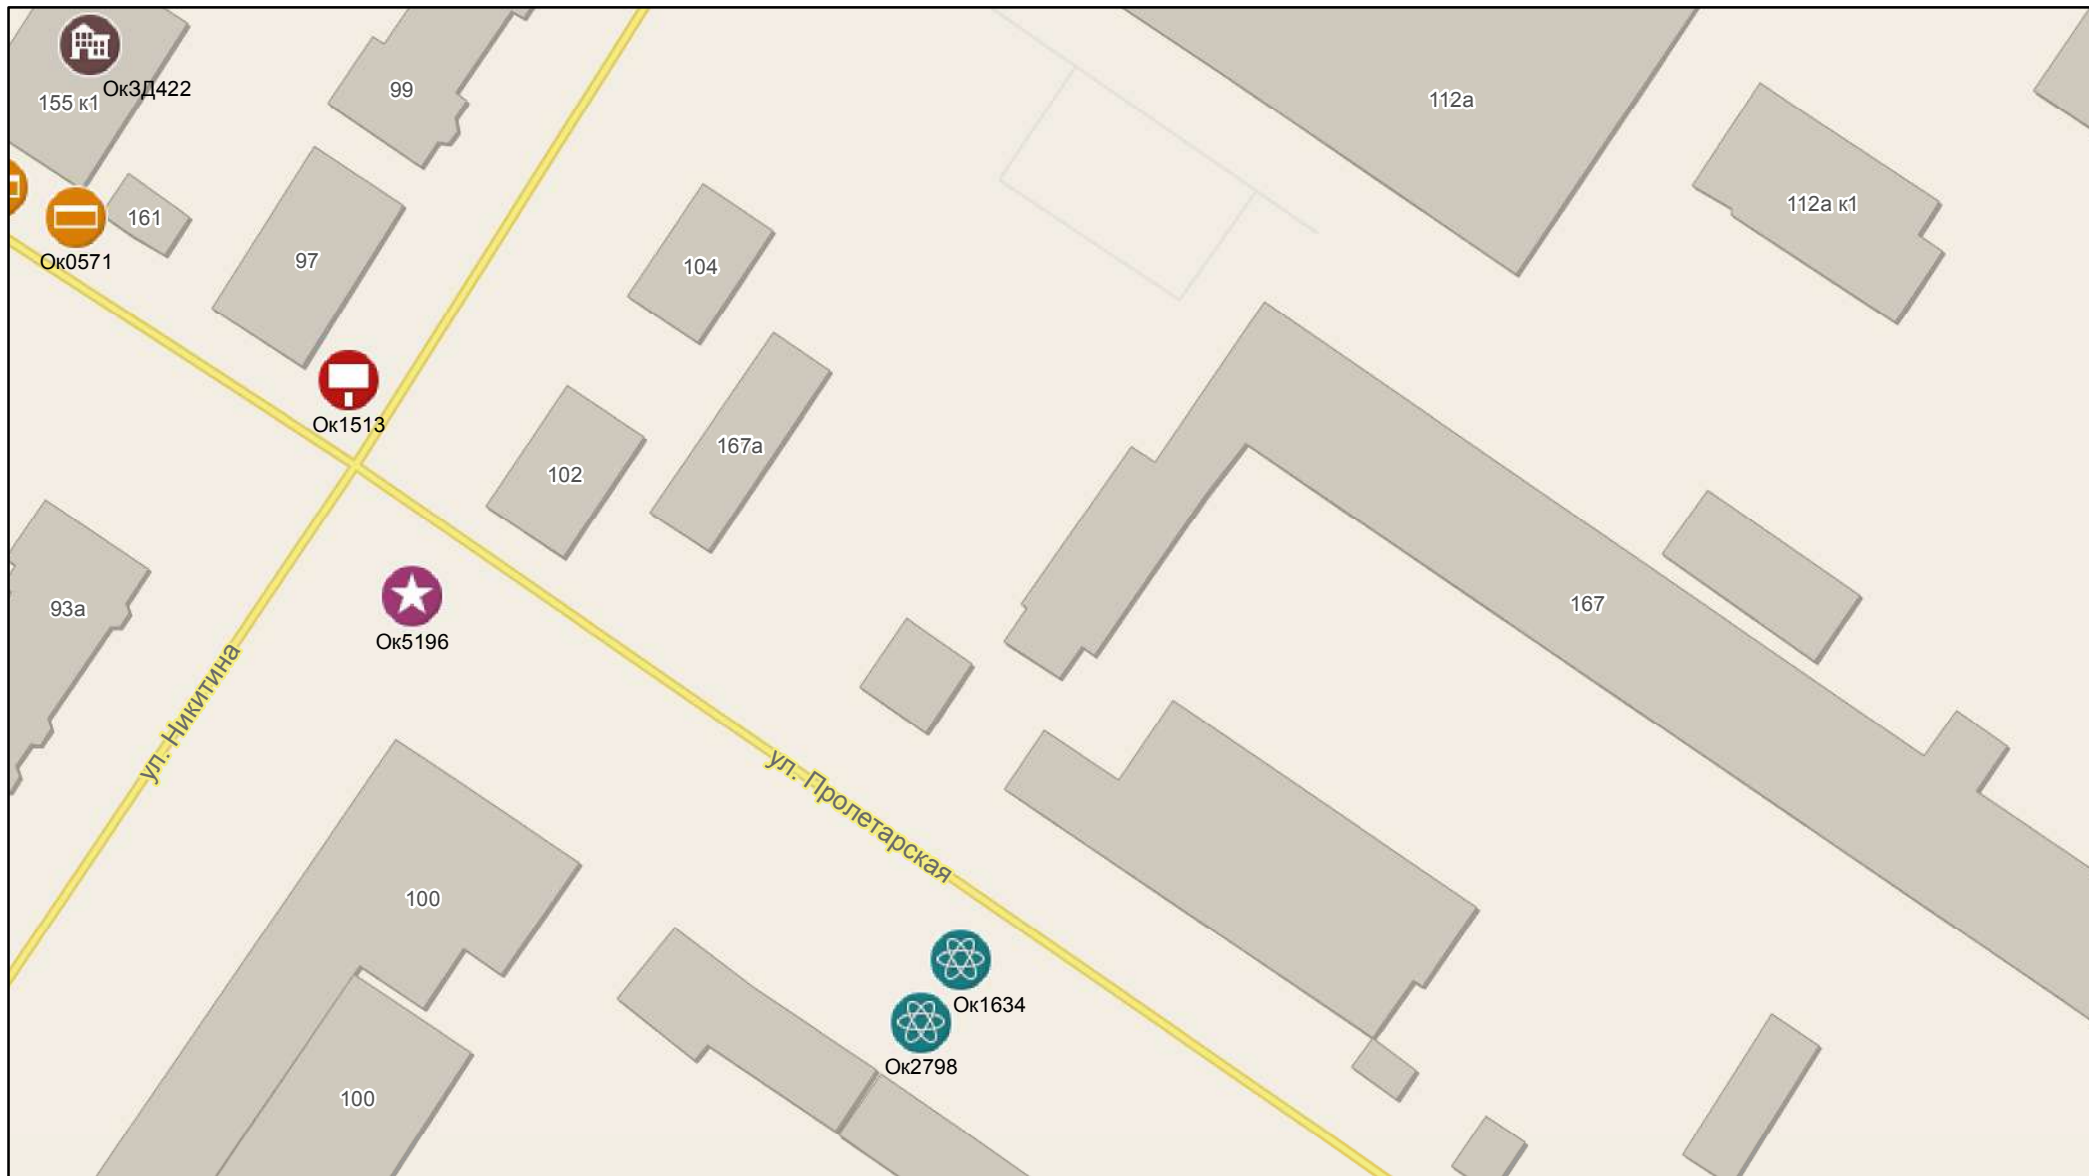 ОкЗД422
155 к1
99
112а
161
Ок0571
97
104
112а к1
Ок1513
102
167а
93а
Ок5196
167
ул. Никитина
ул. Пролетарская
100
Ок1634
Ок2798
100